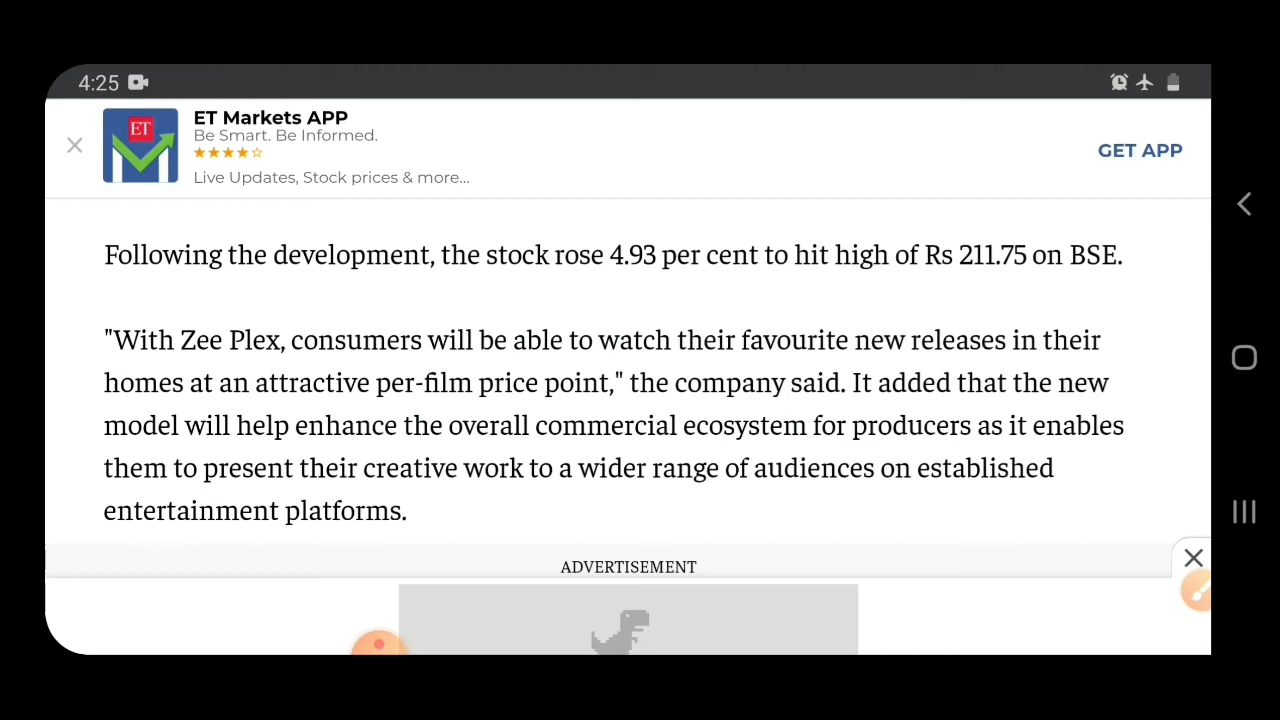 4:25
ET Markets APP
Be Smart. Be Informed.
Live Updates, Stock prices & more...
GET APP
ET
Following the development, the stock rose 4.93 per cent to hit high of Rs 211.75 on BSE.
"With Zee Plex, consumers will be able to watch their favourite new releases in their
homes at an attractive per-film price point," the company said. It added that the new
model will help enhance the overall commercial ecosystem for producers as it enables
them to present their creative work to a wider range of audiences on established
entertainment platforms.
ADVERTISEMENT